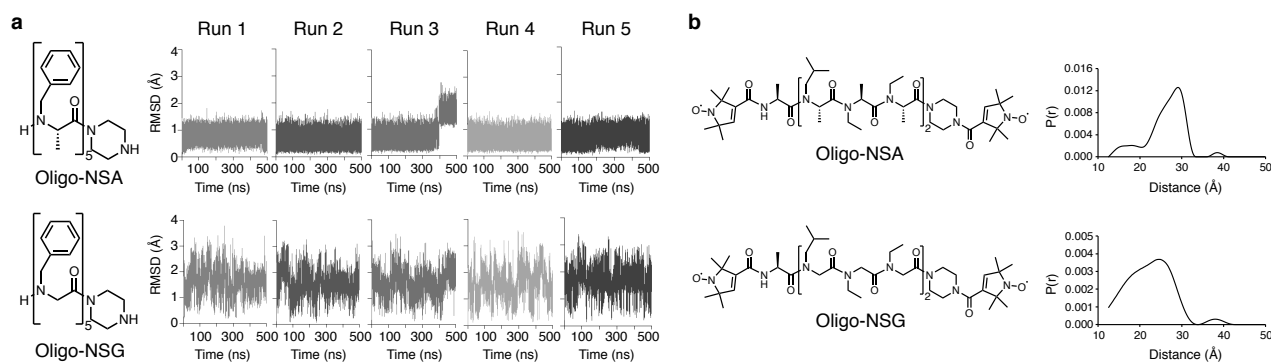 a
Run 1 Run 2 Run 3 Run 4 Run 5
RMSD (Å)
4
3
2
1
0
100 300 500 100 300 500 100 300 500 100 300 500 100 300 500
Time (ns) Time (ns) Time (ns) Time (ns) Time (ns)
H N O N NH 5
Oligo-NSA
RMSD (Å)
4
3
2
1
0
100 300 500 100 300 500 100 300 500 100 300 500 100 300 500
Time (ns) Time (ns) Time (ns) Time (ns) Time (ns)
H N O N NH 5
Oligo-NSG
b
O· N O N H O N O N O N O 2 N N O N O·
Oligo-NSA
P(r)
0.016
0.012
0.008
0.004
0.000
10 20 30 40 50
Distance (Å)
O· N O N H O N O N O N O 2 N N O N O·
Oligo-NSG
P(r)
0.005
0.004
0.003
0.002
0.001
0.000
10 20 30 40 50
Distance (Å)